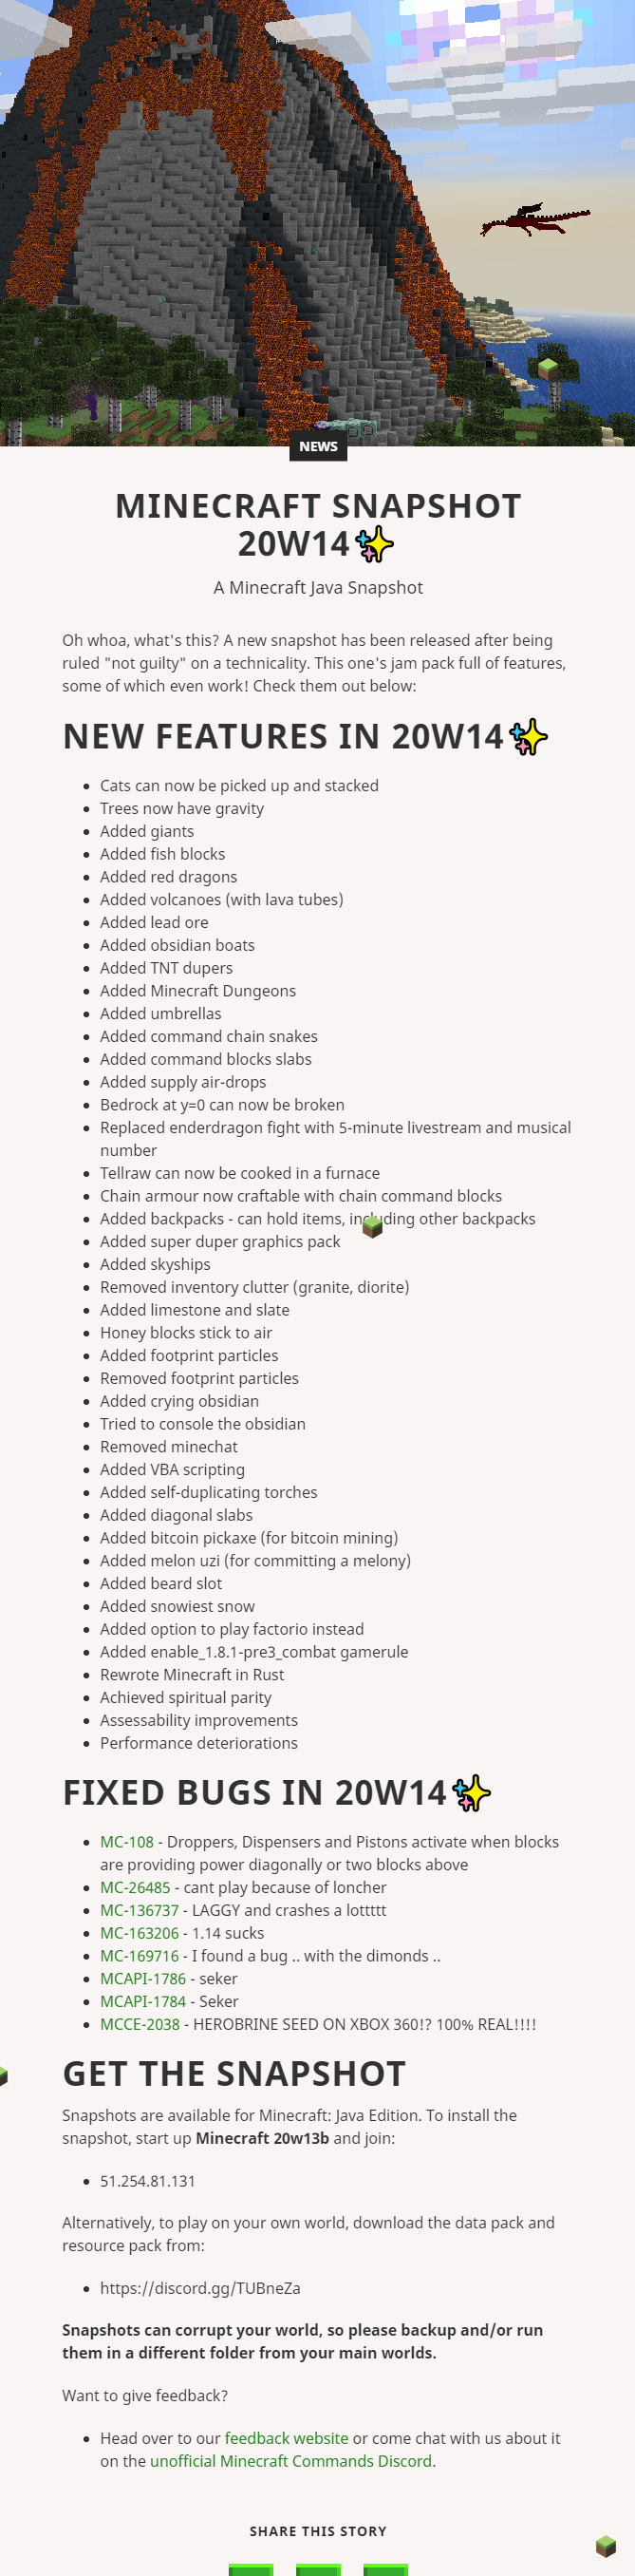 NEWS
MINECRAFT SNAPSHOT
20W14✨
A Minecraft Java Snapshot
Oh whoa, what's this? A new snapshot has been released after being
ruled "not guilty" on a technicality. This one's jam pack full of features,
some of which even work! Check them out below:
NEW FEATURES IN 20W14✨
• Cats can now be picked up and stacked
• Trees now have gravity
• Added giants
• Added fish blocks
• Added red dragons
• Added volcanoes (with lava tubes)
• Added lead ore
• Added obsidian boats
• Added TNT dupers
• Added Minecraft Dungeons
• Added umbrellas
• Added command chain snakes
• Added command blocks slabs
• Added supply air-drops
• Bedrock at y=0 can now be broken
• Replaced enderdragon fight with 5-minute livestream and musical
number
• Tellraw can now be cooked in a furnace
• Chain armour now craftable with chain command blocks
• Added backpacks - can hold items, including other backpacks
• Added super duper graphics pack
• Added skyships
• Removed inventory clutter (granite, diorite)
• Added limestone and slate
• Honey blocks stick to air
• Added footprint particles
• Removed footprint particles
• Added crying obsidian
• Tried to console the obsidian
• Removed minechat
• Added VBA scripting
• Added self-duplicating torches
• Added diagonal slabs
• Added bitcoin pickaxe (for bitcoin mining)
• Added melon uzi (for committing a melony)
• Added beard slot
• Added snowiest snow
• Added option to play factorio instead
• Added enable_1.8.1-pre3_combat gamerule
• Rewrote Minecraft in Rust
• Achieved spiritual parity
• Assessability improvements
• Performance deteriorations
FIXED BUGS IN 20W14✨
• MC-108 - Droppers, Dispensers and Pistons activate when blocks
are providing power diagonally or two blocks above
• MC-26485 - cant play because of loncher
• MC-136737 - LAGGY and crashes a lottttt
• MC-163206 - 1.14 sucks
• MC-169716 - I found a bug .. with the dimonds ..
• MCAPI-1786 - seker
• MCAPI-1784 - Seker
• MCCE-2038 - HEROBRINE SEED ON XBOX 360!? 100% REAL!!!!
GET THE SNAPSHOT
Snapshots are available for Minecraft: Java Edition. To install the
snapshot, start up Minecraft 20w13b and join:
• 51.254.81.131
Alternatively, to play on your own world, download the data pack and
resource pack from:
• https://discord.gg/TUBneZa
Snapshots can corrupt your world, so please backup and/or run
them in a different folder from your main worlds.
Want to give feedback?
• Head over to our feedback website or come chat with us about it
on the unofficial Minecraft Commands Discord.
SHARE THIS STORY